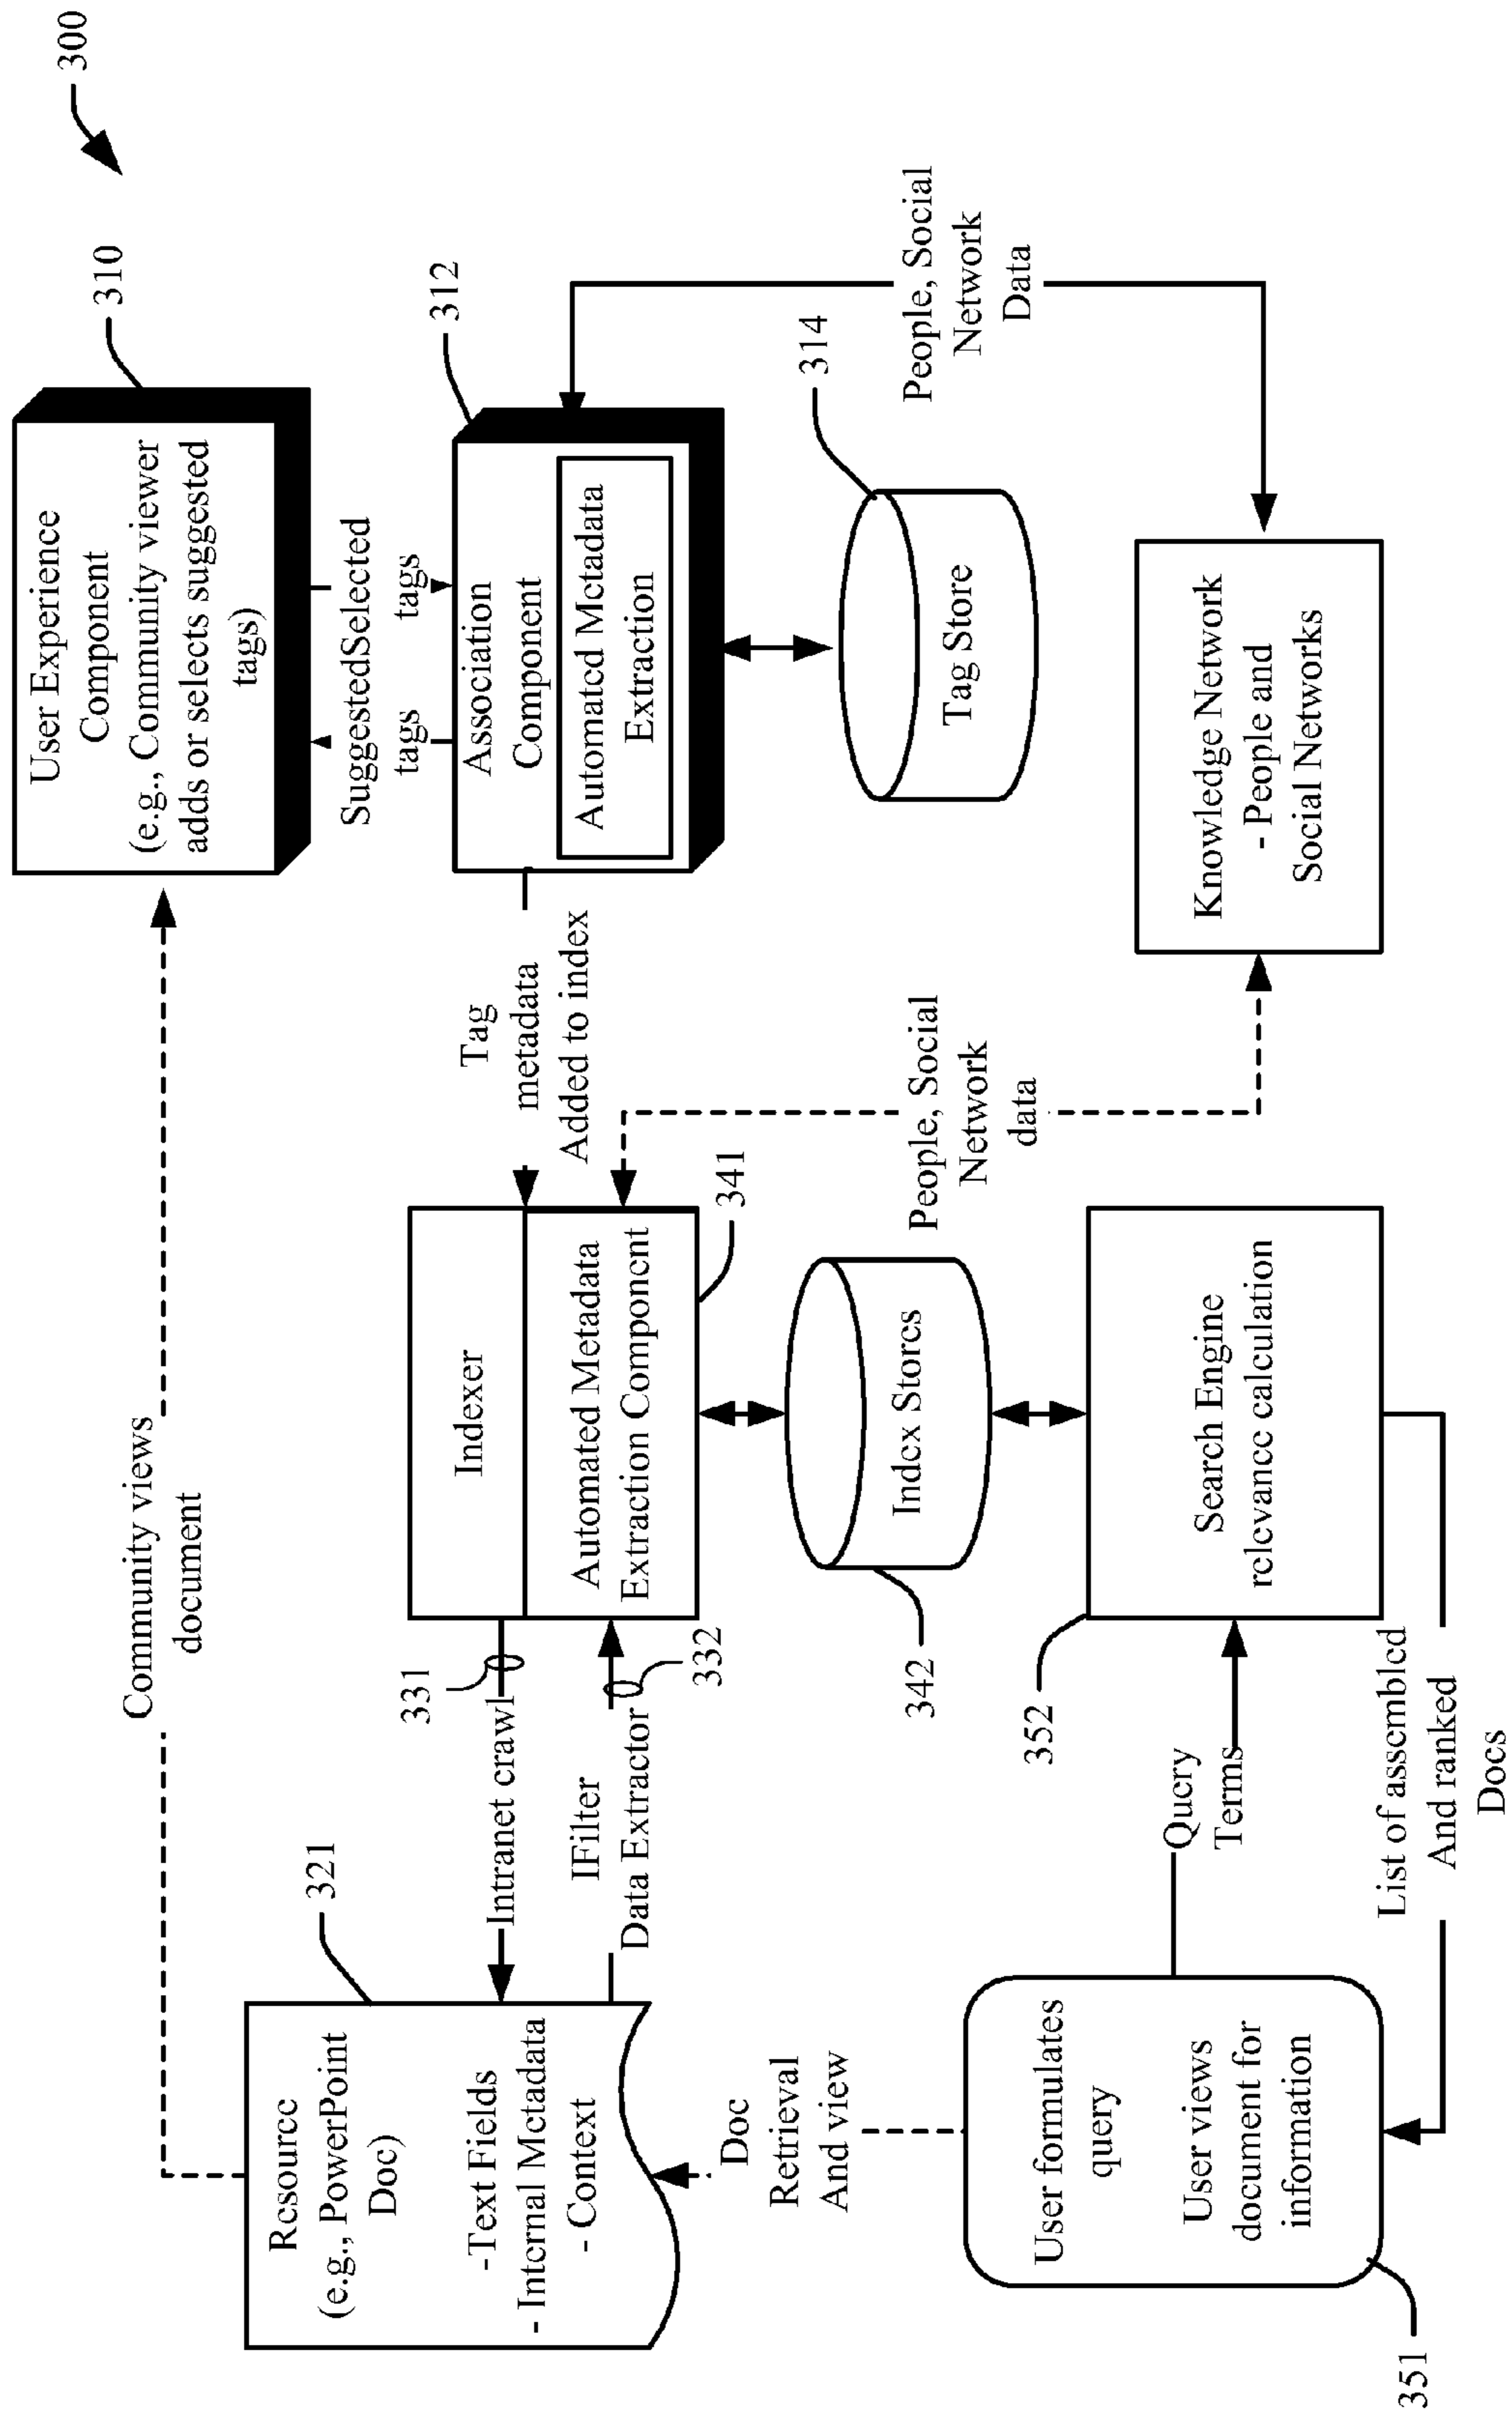 300
Community views
document
310
User Experience
Component
(e.g., Community viewer
adds or selects suggested
tags)
Resource
(e.g., PowerPoint
Doc)
-Text Fields
- Internal Metadata
- Context
321
Intranet crawl
331
IFilter
Data Extractor
332
Indexer
Automated Metadata
Extraction Component
341
Tag
metadata
Added to index
Suggested
tags
Selected
tags
Association
Component
Automated Metadata
Extraction
312
314
Tag Store
People, Social
Network
Data
Index Stores
342
People, Social
Network
data
Knowledge Network
- People and
Social Networks
Doc
Retrieval
And view
User formulates
query
User views
document for
information
351
Query
Terms
352
Search Engine
relevance calculation
List of assembled
And ranked
Docs